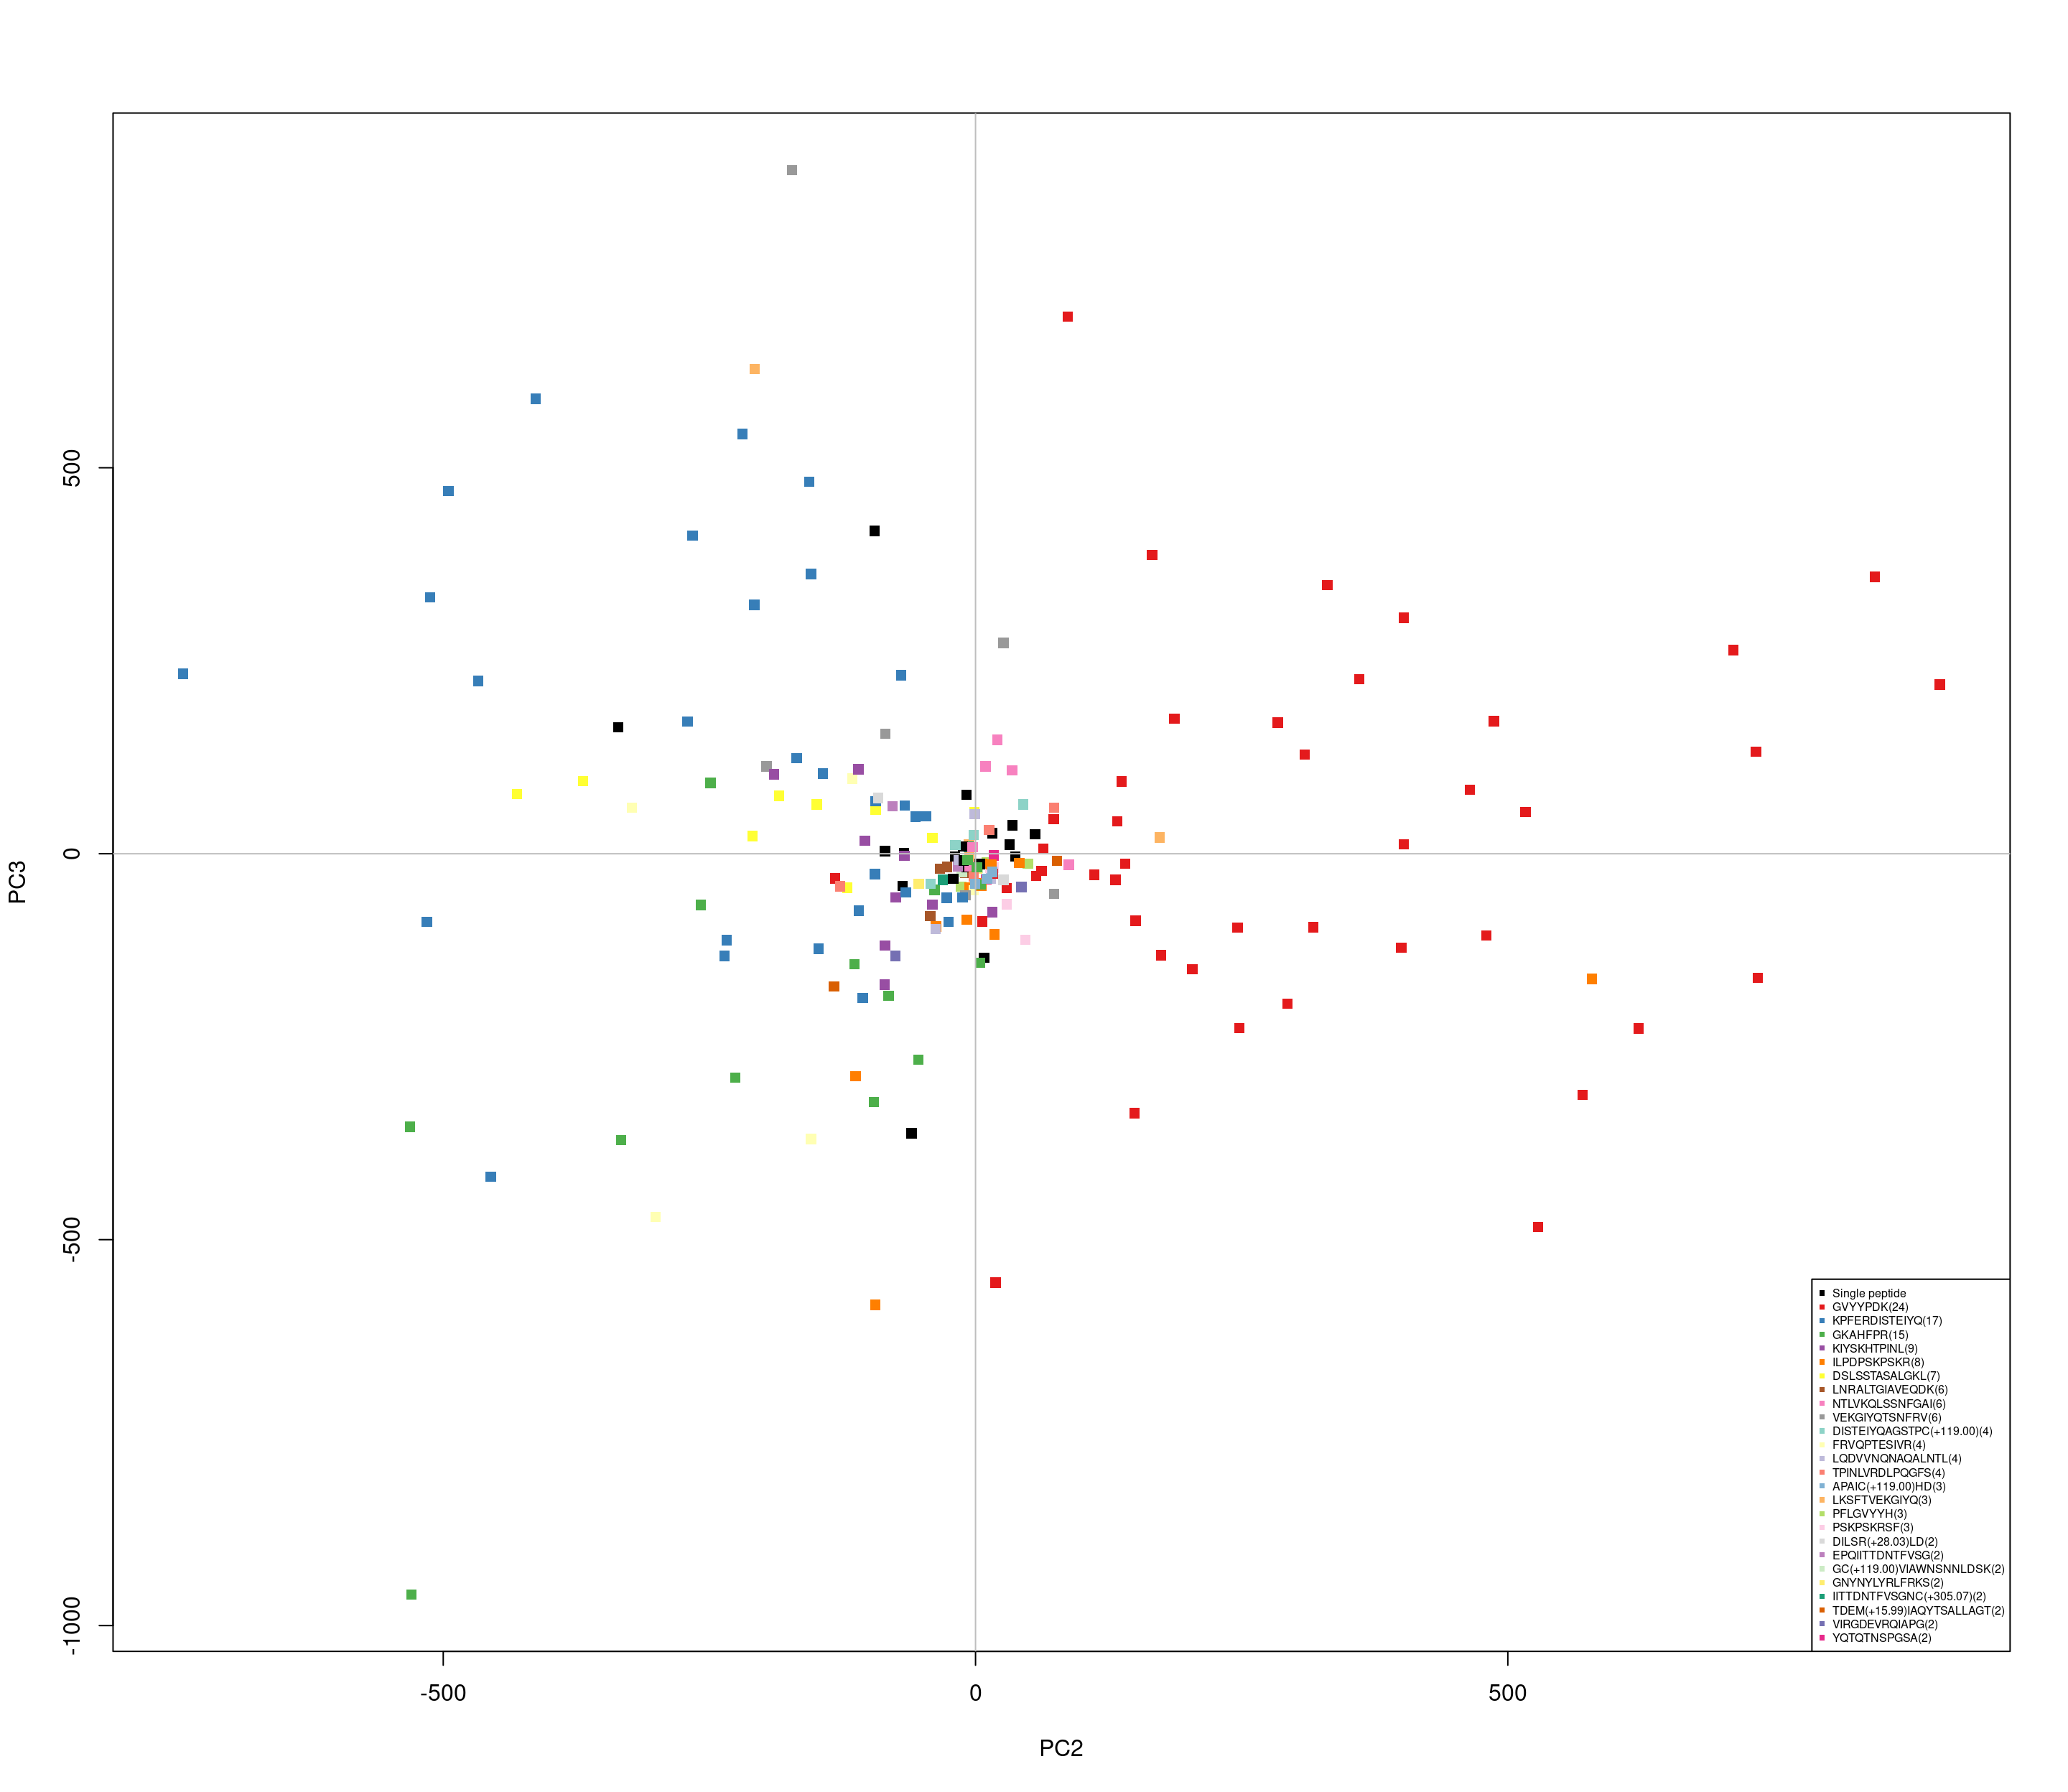 500
0
-500
-1000
PC3
-500
0
500
PC2
Single peptide
GVYYPDK(24)
KPFERDISTEIYQ(17)
GKAHFPR(15)
KIYSKHTPINL(9)
ILPDPSKPSKR(8)
DSLSSTASALGKL(7)
LNRALTGIAVEQDK(6)
NTLVKQLSSNFGAI(6)
VEKGIYQTSNFRV(6)
DISTEIYQAGSTPC(+119.00)(4)
FRVQPTESIVR(4)
LQDVVNQNAQALNTL(4)
TPINLVRDLPQGFS(4)
APAIC(+119.00)HD(3)
LKSFTVEKGIYQ(3)
PFLGVYYH(3)
PSKPSKRSF(3)
DILSR(+28.03)LD(2)
EPQIITTDNTFVSG(2)
GC(+119.00)VIAWNSNNLDSK(2)
GNYNYLYRLFRKS(2)
IITTDNTFVSGNC(+305.07)(2)
TDEM(+15.99)IAQYTSALLAGT(2)
VIRGDEVRQIAPG(2)
YQTQTNSPGSA(2)